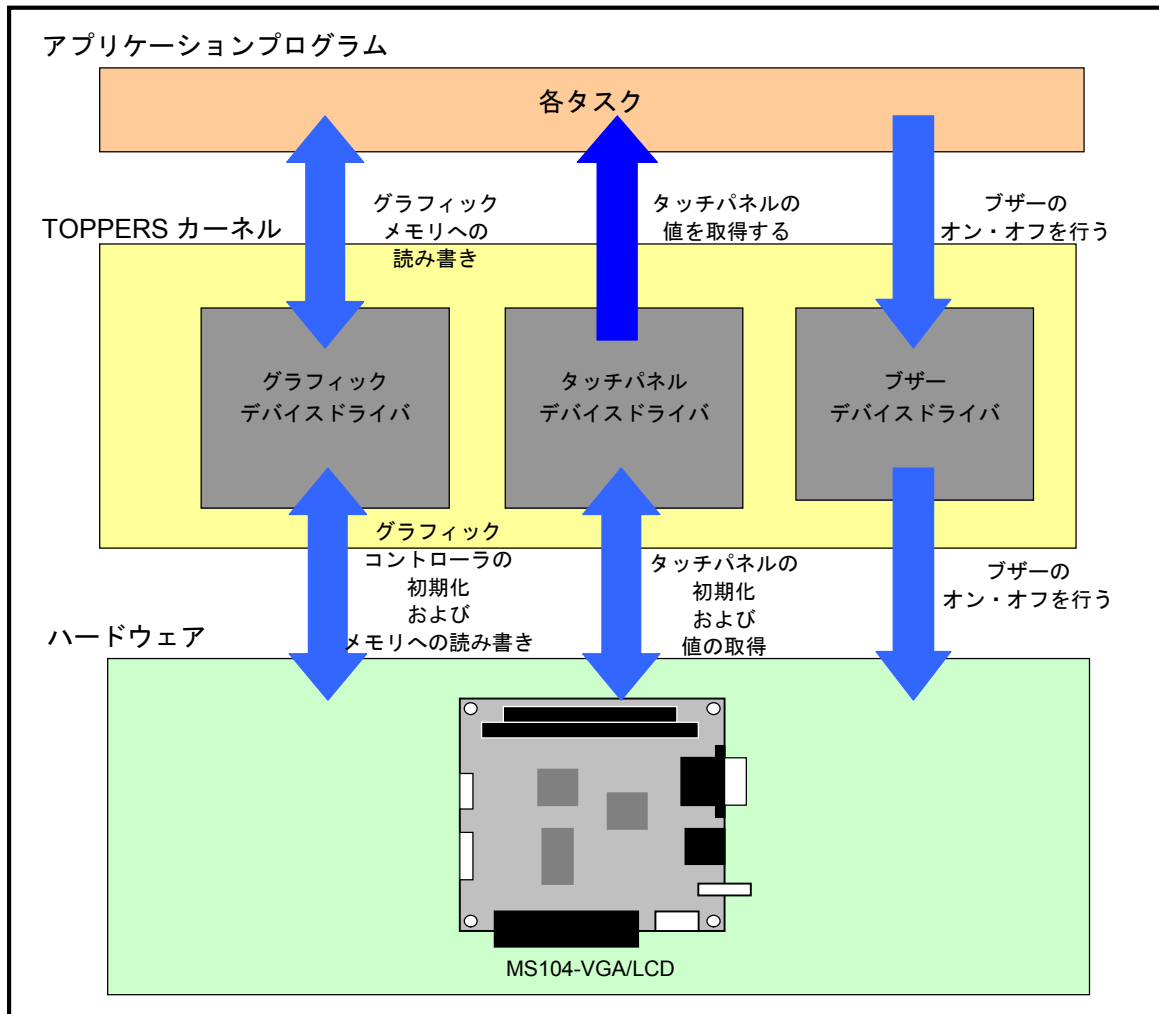 アプリケーションプログラム
各タスク
グラフィック
メモリへの
読み書き
タッチパネルの
値を取得する
ブザーの
オン・オフを行う
TOPPERS カーネル
グラフィック
デバイスドライバ
タッチパネル
デバイスドライバ
ブザー
デバイスドライバ
グラフィック
コントローラの
初期化
および
メモリへの読み書き
タッチパネルの
初期化
および
値の取得
ブザーの
オン・オフを行う
ハードウェア
MS104-VGA/LCD